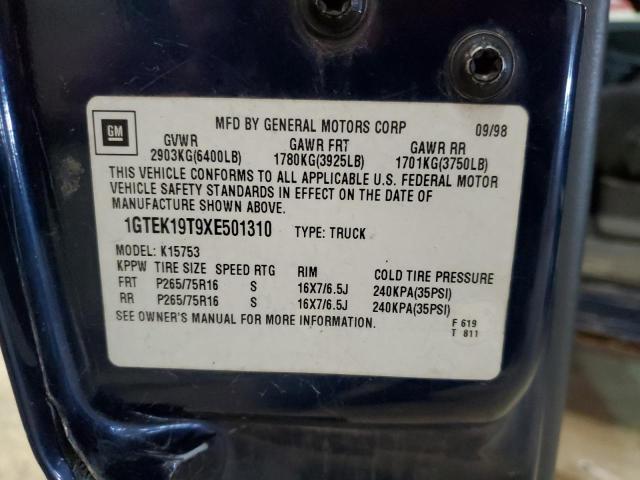 GM
MFD BY GENERAL MOTORS CORP 09/98
GVWR GAWR FRT GAWR RR
2903KG(6400LB) 1780KG(3925LB) 1701KG(3750LB)
THIS VEHICLE CONFORMS TO ALL APPLICABLE U.S. FEDERAL MOTOR
VEHICLE SAFETY STANDARDS IN EFFECT ON THE DATE OF
MANUFACTURE SHOWN ABOVE.
1GTEK19T9XE501310 TYPE: TRUCK
MODEL: K15753
KPPW TIRE SIZE SPEED RTG RIM COLD TIRE PRESSURE
FRT P265/75R16 S 16X7/6.5J 240KPA(35PSI)
RR P265/75R16 S 16X7/6.5J 240KPA(35PSI)
SEE OWNER'S MANUAL FOR MORE INFORMATION.
F 619
T 811